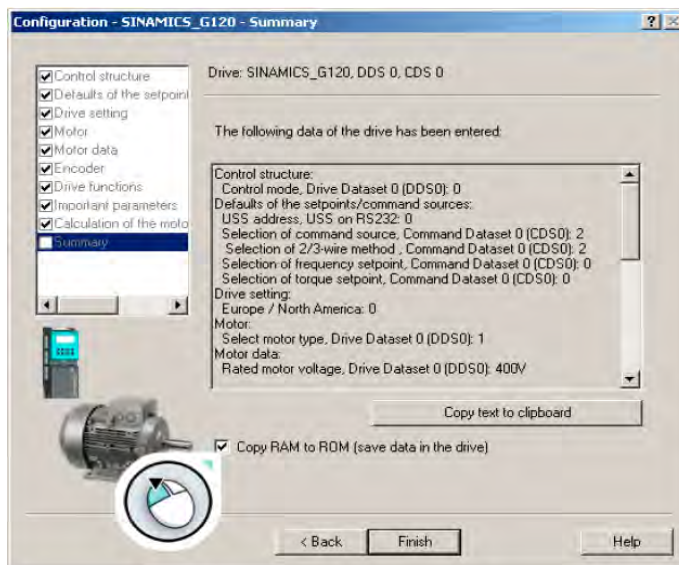 Configuration - SINAMICS_G120 - Summary
Control structure
Defaults of the setpoint
Drive setting
Motor
Motor data
Encoder
Drive functions
Important parameters
Calculation of the moto
Summary
Drive: SINAMICS_G120, DDS 0, CDS 0
The following data of the drive has been entered:
Control structure:
Control mode, Drive Dataset 0 (DDS0): 0
Defaults of the setpoints/command sources:
USS address, USS on RS232: 0
Selection of command source, Command Dataset 0 (CDS0): 2
Selection of 2/3-wire method , Command Dataset 0 (CDS0): 2
Selection of frequency setpoint, Command Dataset 0 (CDS0): 0
Selection of torque setpoint, Command Dataset 0 (CDS0): 0
Drive setting:
Europe / North America: 0
Motor:
Select motor type, Drive Dataset 0 (DDS0): 1
Motor data:
Rated motor voltage, Drive Dataset 0 (DDS0): 400V
Copy text to clipboard
Copy RAM to ROM (save data in the drive)
< Back
Finish
Help